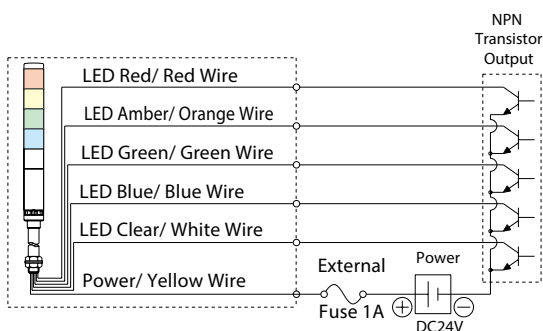 NPN
Transistor
Output
LED Red/ Red Wire
LED Amber/ Orange Wire
LED Green/ Green Wire
LED Blue/ Blue Wire
LED Clear/ White Wire
Power/ Yellow Wire
External
Fuse 1A
Power
DC24V